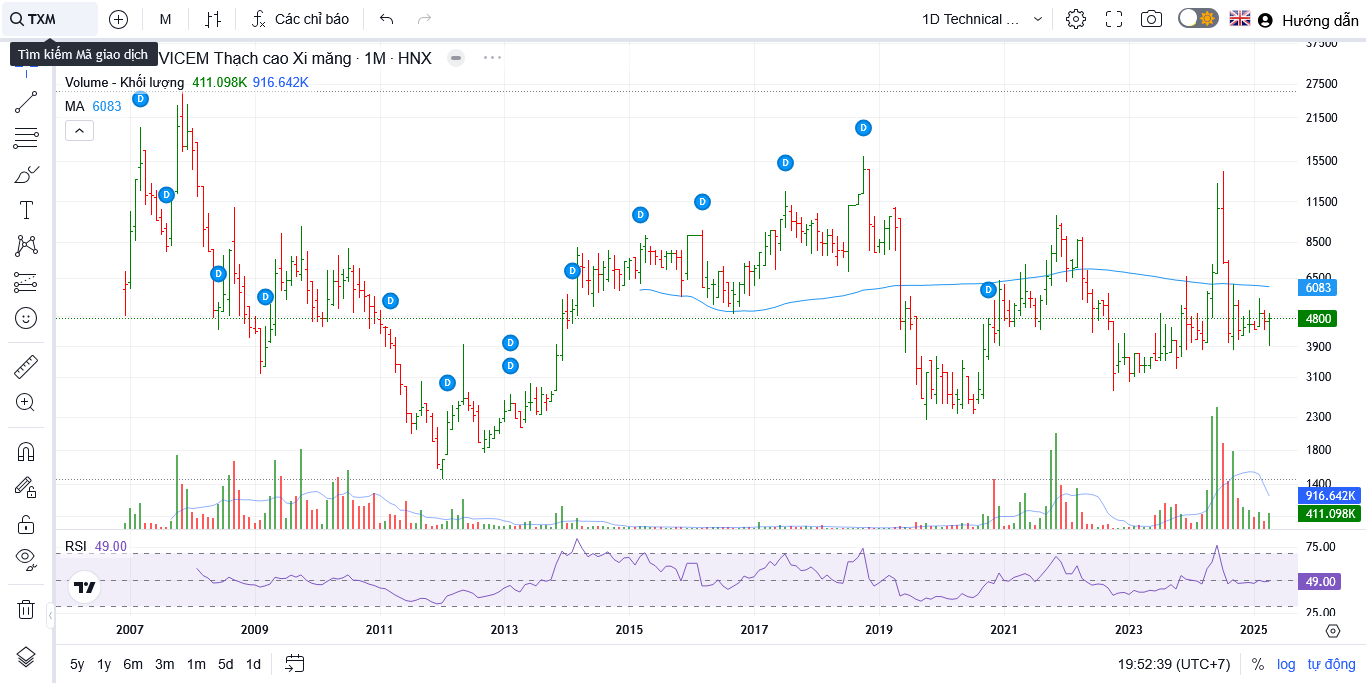 TXM
M
Các chỉ báo
1D Technical ...
Hướng dẫn
Tìm kiếm Mã giao dịch
VICEM Thạch cao Xi măng · 1M · HNX
Volume - Khối lượng 411.098K 916.642K
MA 6083
D
D
D
D
D
D
D
D
D
D
D
D
D
D
37500
27500
21500
15500
11500
8500
6500
6083
4800
3900
3100
2300
1800
1400
916.642K
411.098K
RSI 49.00
75.00
49.00
25.00
2007 2009 2011 2013 2015 2017 2019 2021 2023 2025
5y 1y 6m 3m 1m 5d 1d
19:52:39 (UTC+7) % log tự động